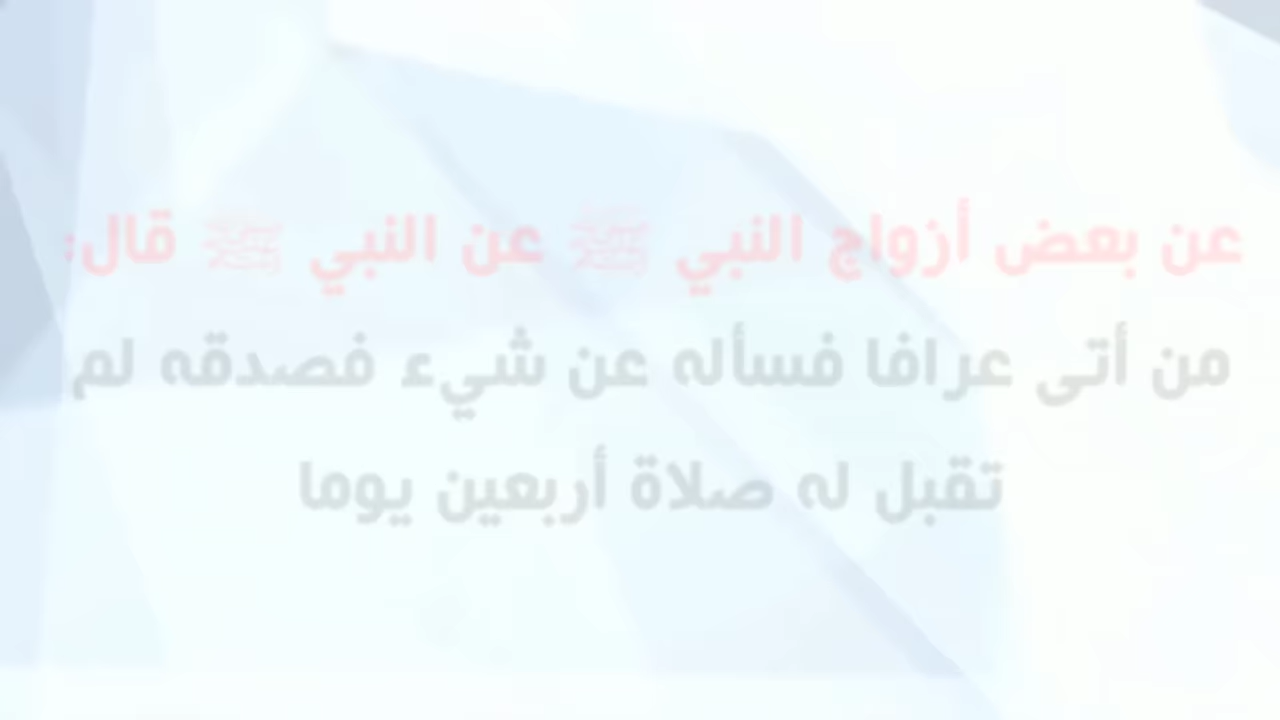 عن بعض أزواج النبي ﷺ عن النبي ﷺ قال:
من أتى عرافا فسأله عن شيء فصدقه لم
تقبل له صلاة أربعين يوما